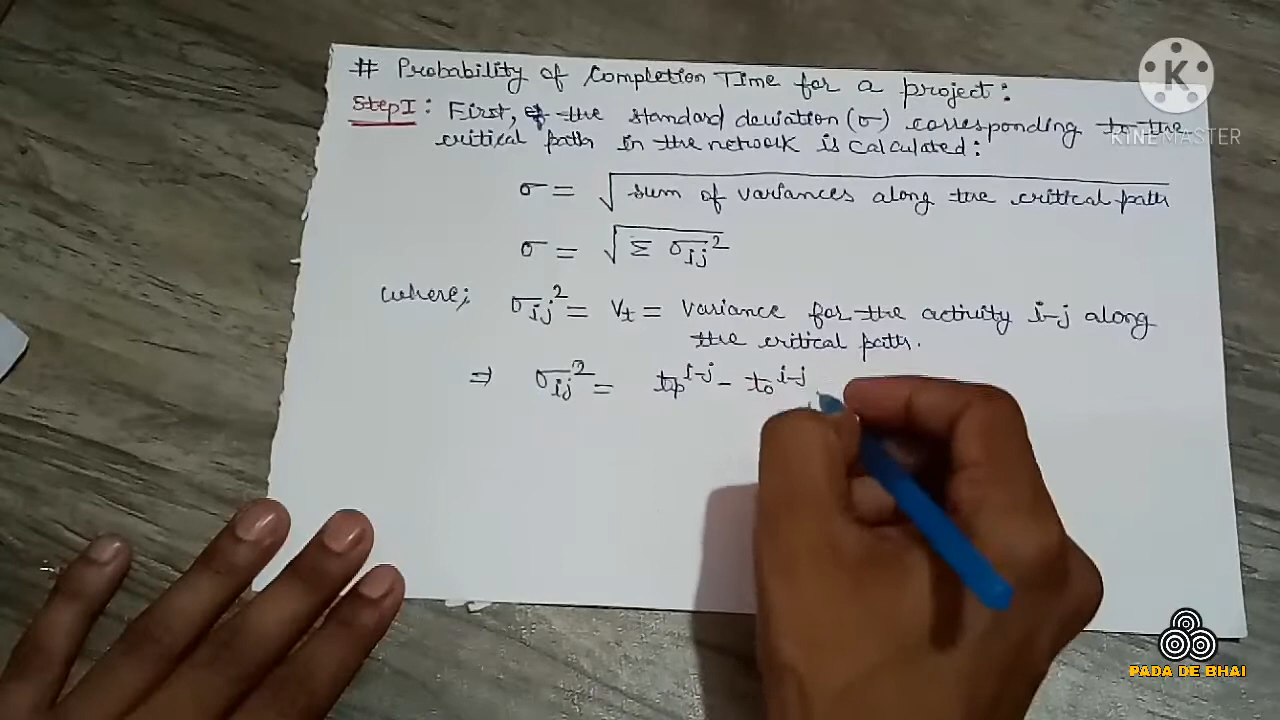 # Probability of Completion Time for a project:
Step I: First, the standard deviation (σ) corresponding to the
critical path in the network is calculated:
σ = √sum of variances along the critical path
σ = √Σ σij²
where; σij² = Vt = variance for the activity i-j along
the critical path.
⇒ σij² = tp^i-j - to^i-j
K
KINEMASTER
PADA DE BHAI